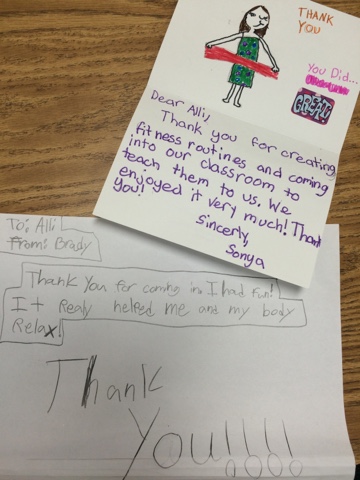 THANK
YOU
You Did...
GREAT
Dear Alli,
Thank you for creating
fitness routines and coming
into our classroom to
teach them to us. We
enjoyed it very much! Thank
you!
Sincerly,
Sonya
To: Alli
From: Brady
Thank You for coming in. I had fun!
It Realy helped me and my body
Relax!
Thank
You!!!!